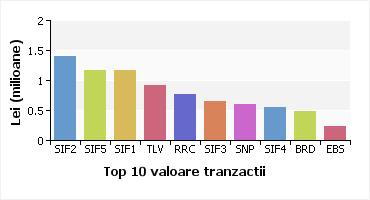 2
1.5
1
0.5
0
Lei (milioane)
SIF2 SIF5 SIF1 TLV RRC SIF3 SNP SIF4 BRD EBS
Top 10 valoare tranzactii